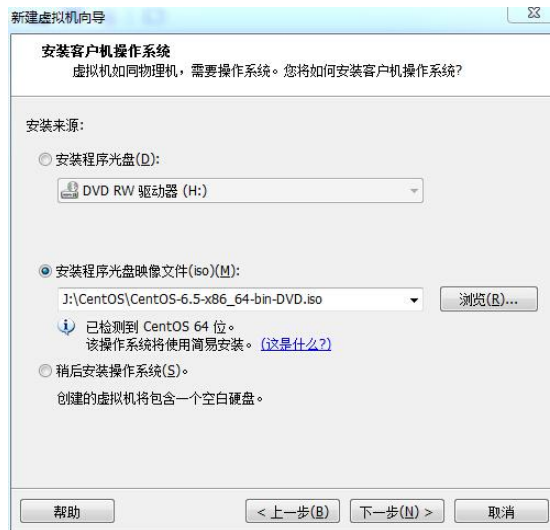 新建虚拟机向导
安装客户机操作系统
虚拟机如同物理机，需要操作系统。您将如何安装客户机操作系统?
安装来源:
安装程序光盘(D):
DVD RW 驱动器 (H:)
安装程序光盘映像文件(iso)(M):
J:\CentOS\CentOS-6.5-x86_64-bin-DVD.iso
浏览(R)...
已检测到 CentOS 64 位。
该操作系统将使用简易安装。 (这是什么?)
稍后安装操作系统(S)。
创建的虚拟机将包含一个空白硬盘。
帮助 < 上一步(B) 下一步(N) > 取消